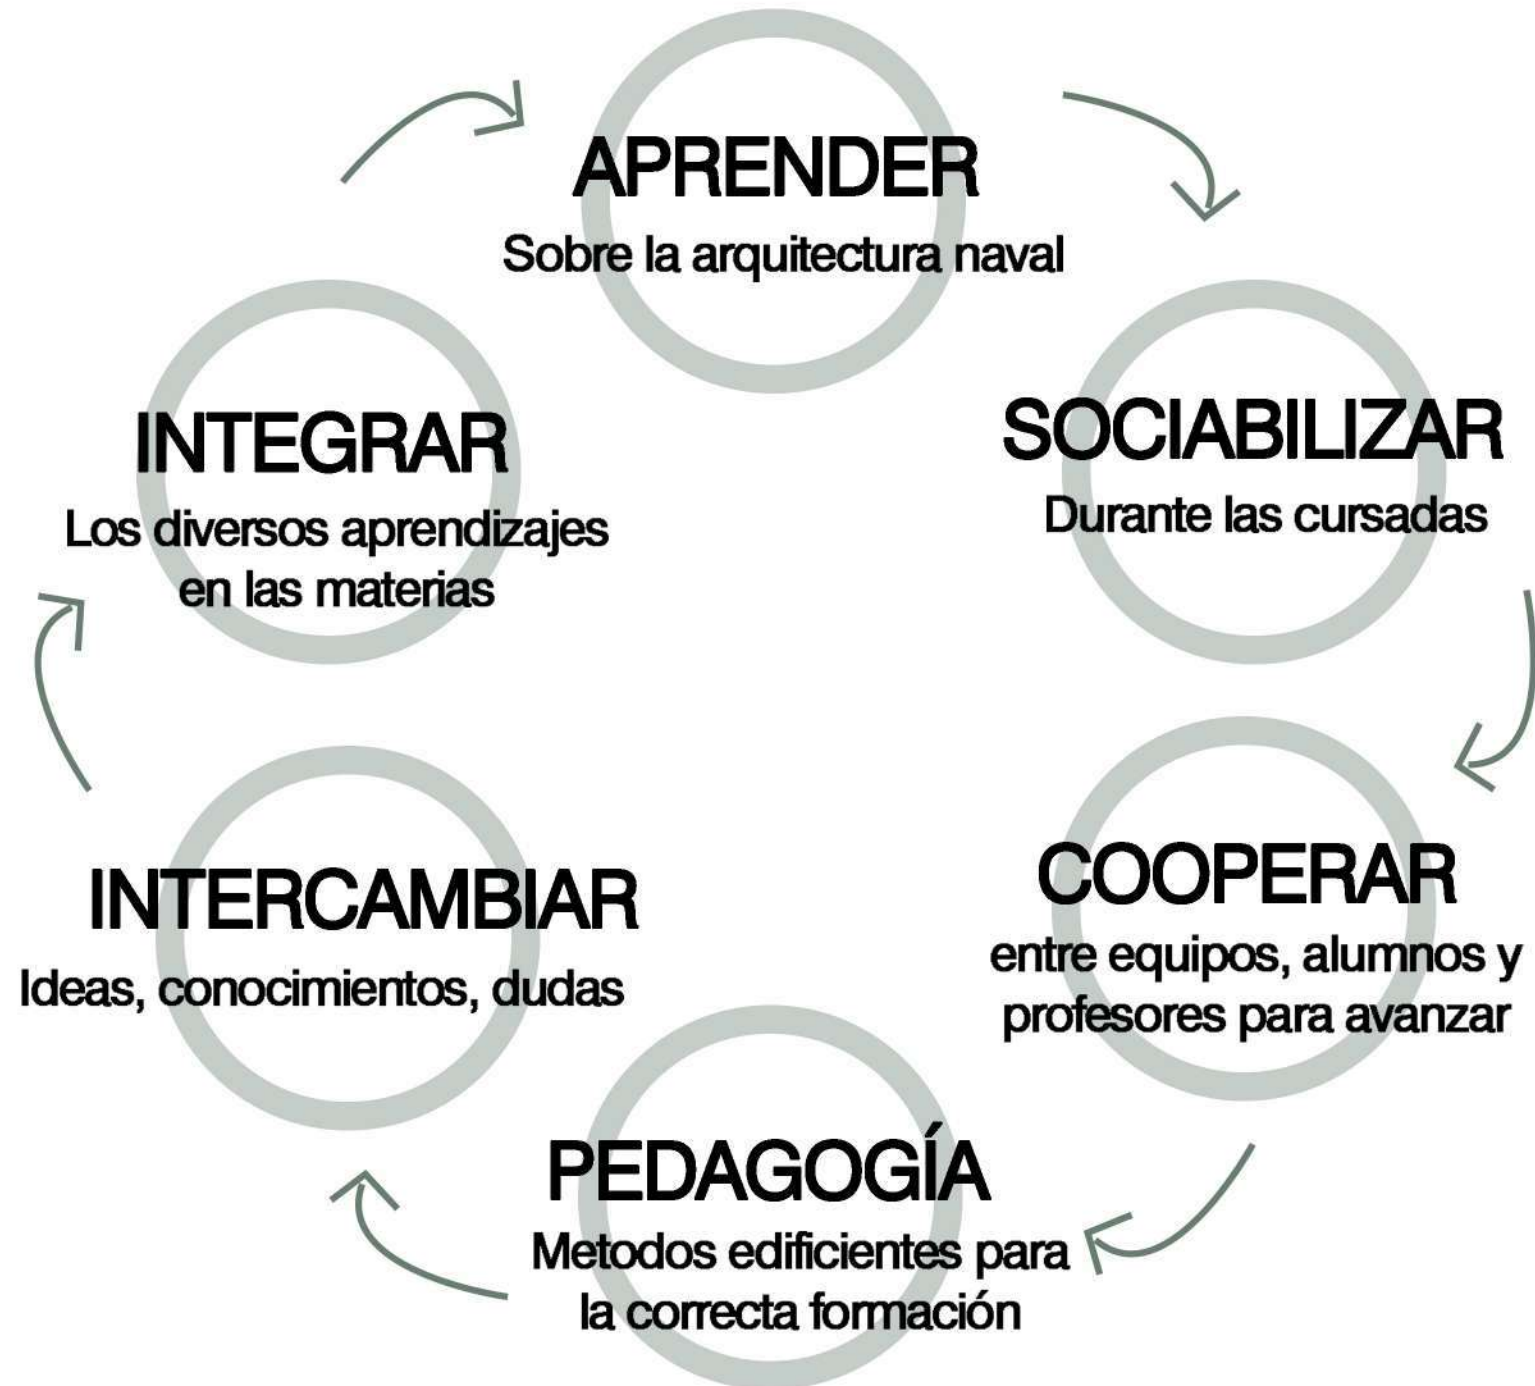 APRENDER
Sobre la arquitectura naval
SOCIABILIZAR
Durante las cursadas
COOPERAR
entre equipos, alumnos y
profesores para avanzar
PEDAGOGÍA
Metodos edificientes para
la correcta formación
INTERCAMBIAR
Ideas, conocimientos, dudas
INTEGRAR
Los diversos aprendizajes
en las materias